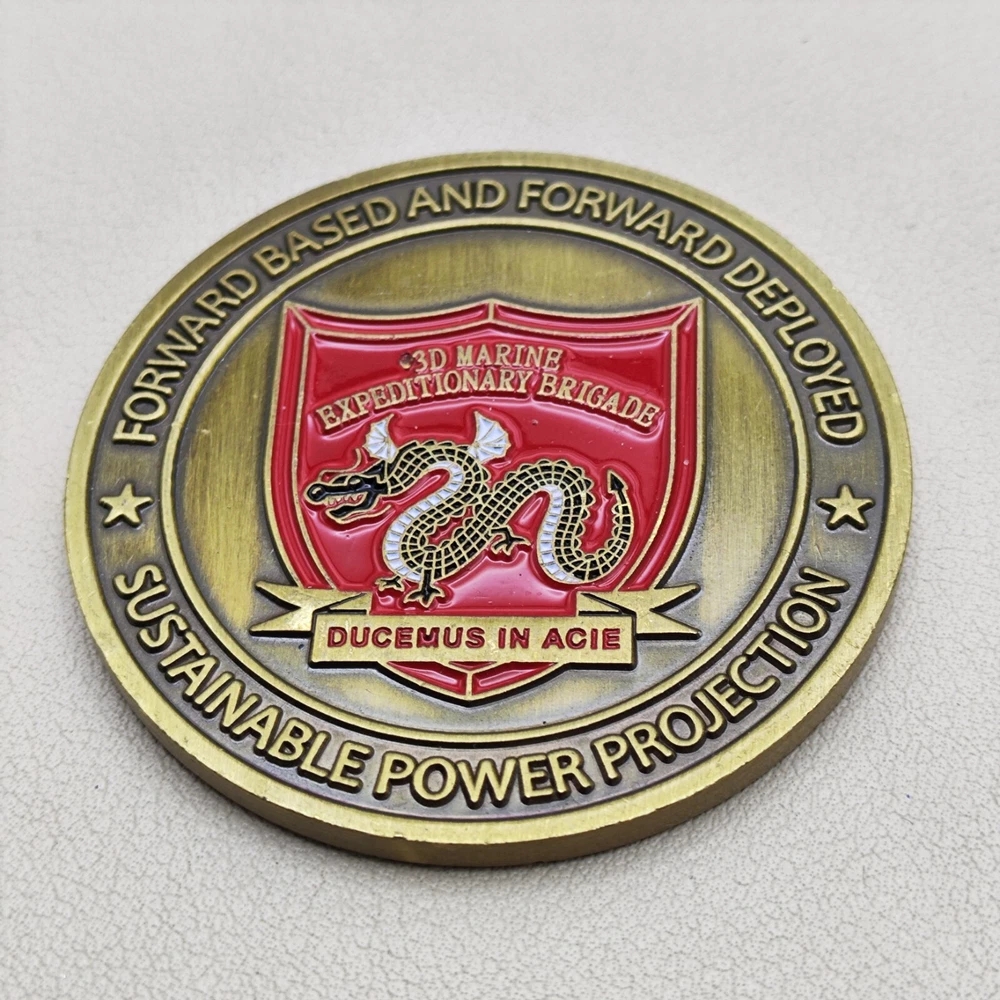 FORWARD BASED AND FORWARD DEPLOYED
3D MARINE
EXPEDITIONARY BRIGADE
DUCEMUS IN ACIE
SUSTAINABLE POWER PROJECTION